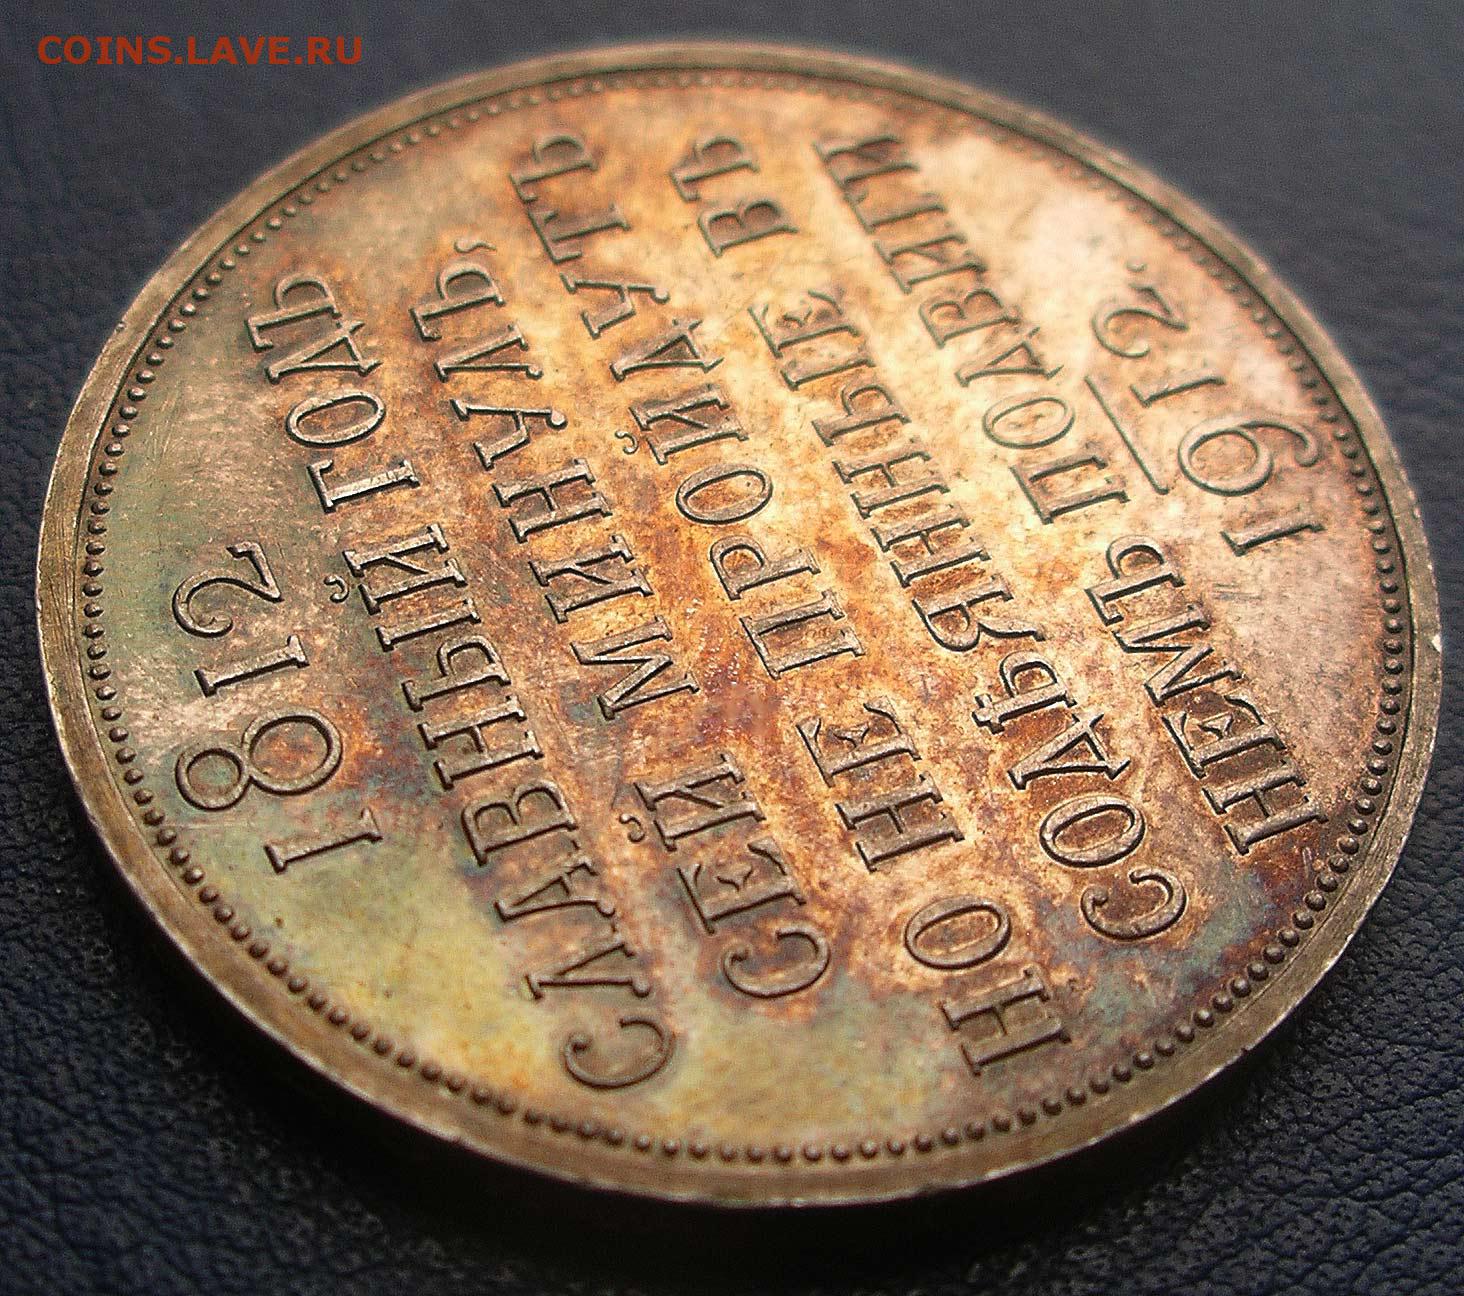 COINS.LAVE.RU
1812
СЛАВНЫЙ ГОДЪ
СЕЙ МИНУЛЪ,
НО НЕ ПРОЙДУТЪ
СОДѢЯННЫЕ ВЪ
НЕМЪ ПОДВИГИ
1912.